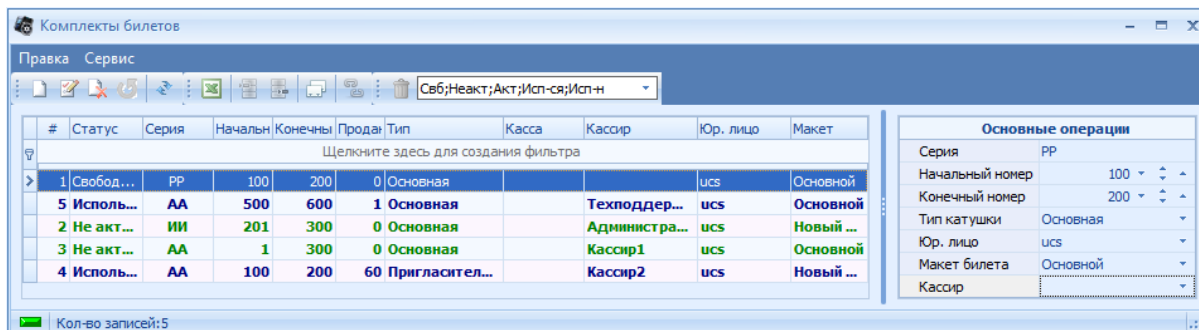 Комплекты билетов
Правка Сервис
Свб;Неакт;Акт;Исп-ся;Исп-н
# Статус Серия Начальн Конечны Продан Тип Касса Кассир Юр. лицо Макет
Щелкните здесь для создания фильтра
1 Свобод... РР 100 200 0 Основная ucs Основной
5 Исполь... АА 500 600 1 Основная Техподдер... ucs Основной
2 Не акт... ИИ 201 300 0 Основная Администра... ucs Новый ...
3 Не акт... АА 1 300 0 Основная Кассир1 ucs Основной
4 Исполь... АА 100 200 60 Пригласител... Кассир2 ucs Новый ...
Основные операции
Серия РР
Начальный номер 100
Конечный номер 200
Тип катушки Основная
Юр. лицо ucs
Макет билета Основной
Кассир
Кол-во записей:5